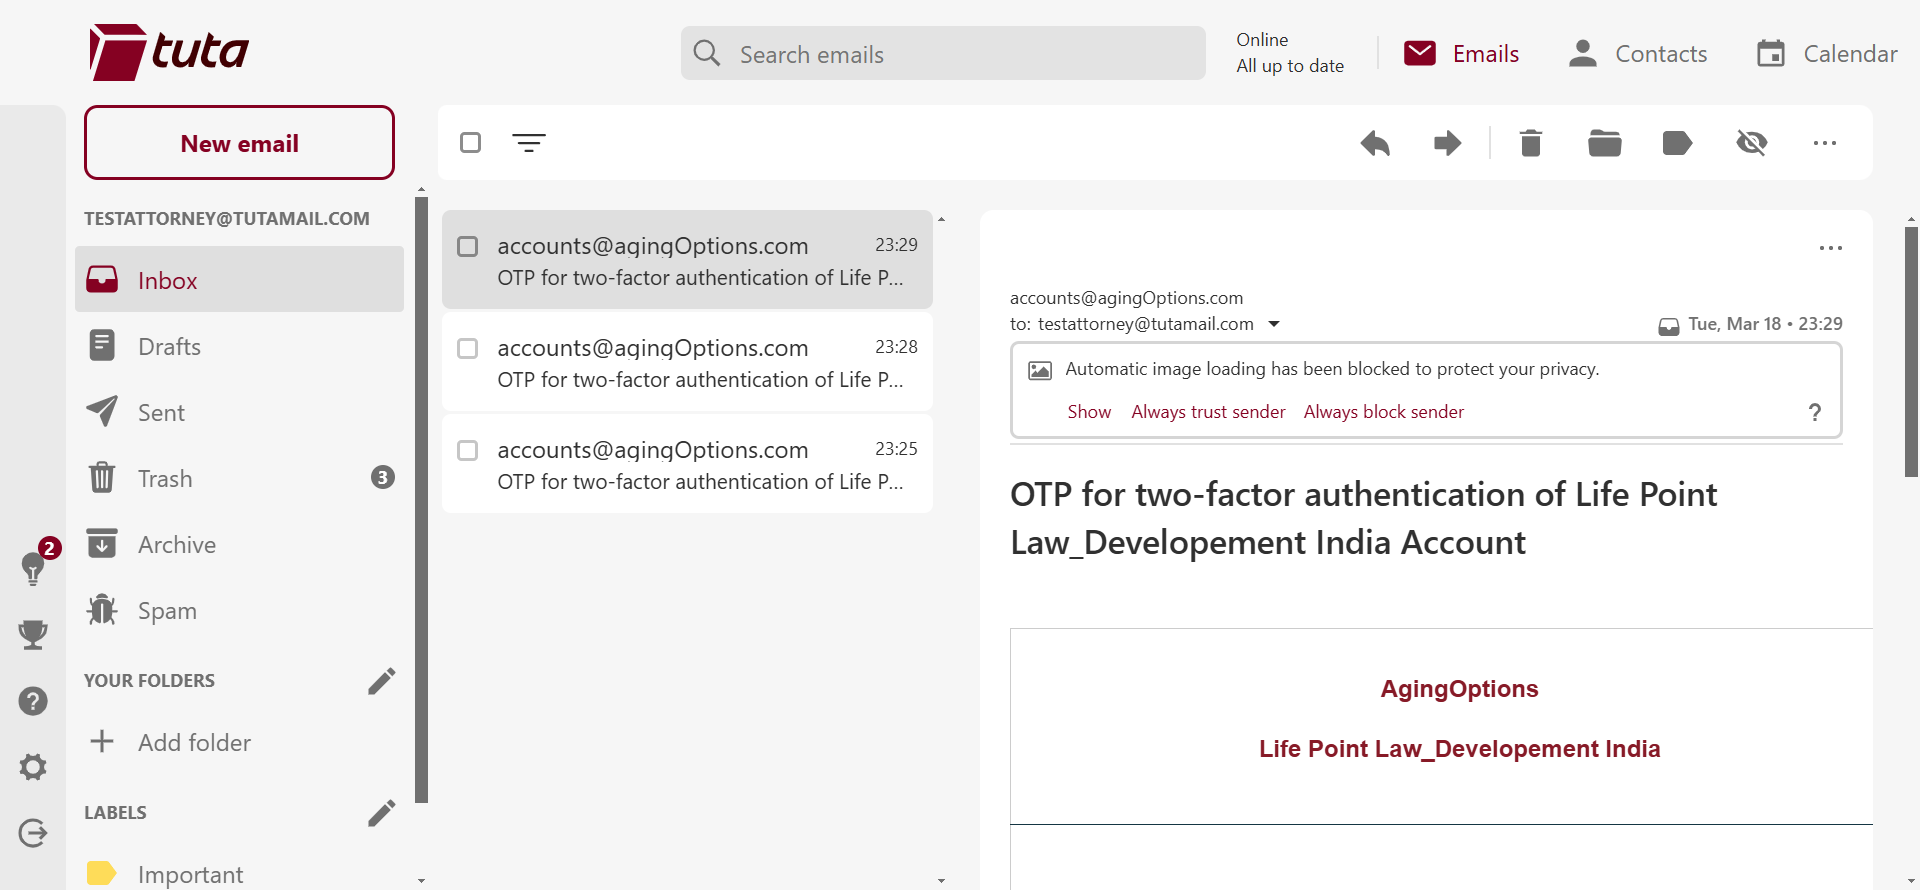 tuta
Search emails
Online
All up to date
Emails
Contacts
Calendar
New email
TESTATTORNEY@TUTAMAIL.COM
Inbox
Drafts
Sent
Trash
3
Archive
Spam
2
YOUR FOLDERS
Add folder
LABELS
Important
accounts@agingOptions.com 23:29
OTP for two-factor authentication of Life P...
accounts@agingOptions.com 23:28
OTP for two-factor authentication of Life P...
accounts@agingOptions.com 23:25
OTP for two-factor authentication of Life P...
accounts@agingOptions.com
to: testattorney@tutamail.com
Tue, Mar 18 • 23:29
Automatic image loading has been blocked to protect your privacy.
Show Always trust sender Always block sender ?
OTP for two-factor authentication of Life Point
Law_Developement India Account
AgingOptions
Life Point Law_Developement India